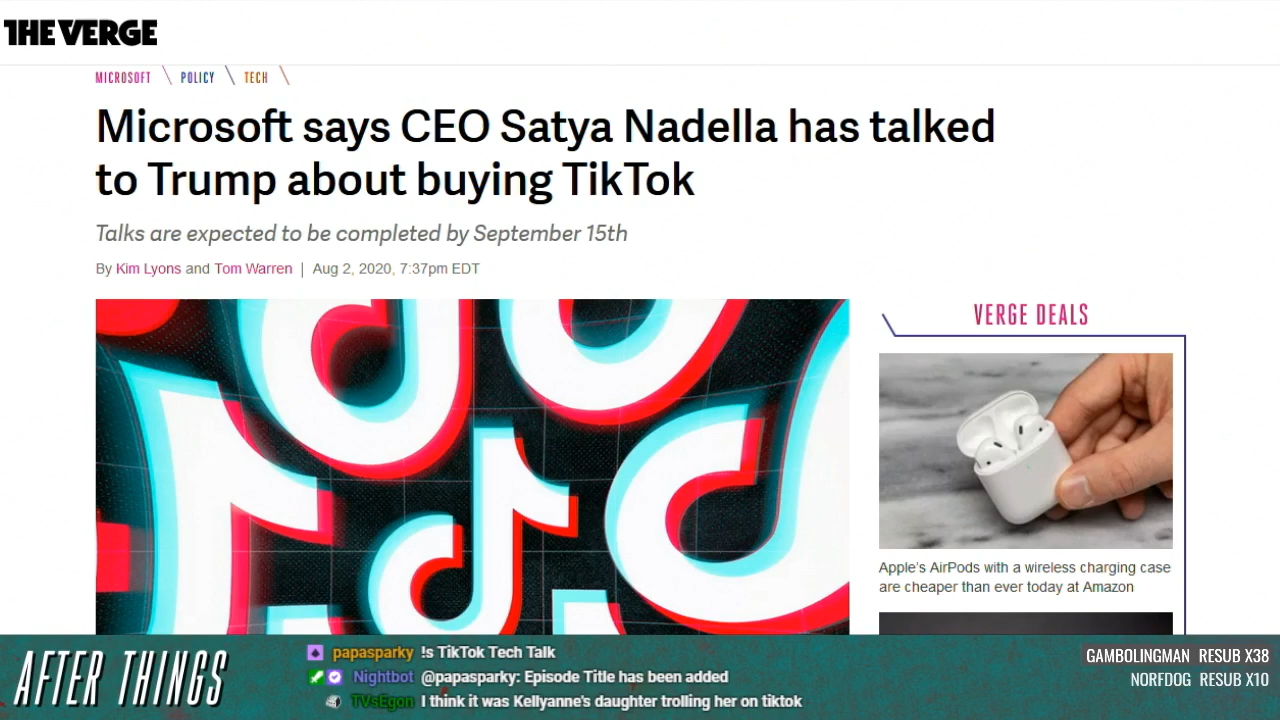 THE VERGE
MICROSOFT \ POLICY \ TECH \
Microsoft says CEO Satya Nadella has talked
to Trump about buying TikTok
Talks are expected to be completed by September 15th
By Kim Lyons and Tom Warren | Aug 2, 2020, 7:37pm EDT
VERGE DEALS
Apple's AirPods with a wireless charging case
are cheaper than ever today at Amazon
AFTER THINGS
papasparky !s TikTok Tech Talk
Nightbot @papasparky: Episode Title has been added
TVsEgon I think it was Kellyanne's daughter trolling her on tiktok
GAMBOLINGMAN RESUB X38
NORFDOG RESUB X10